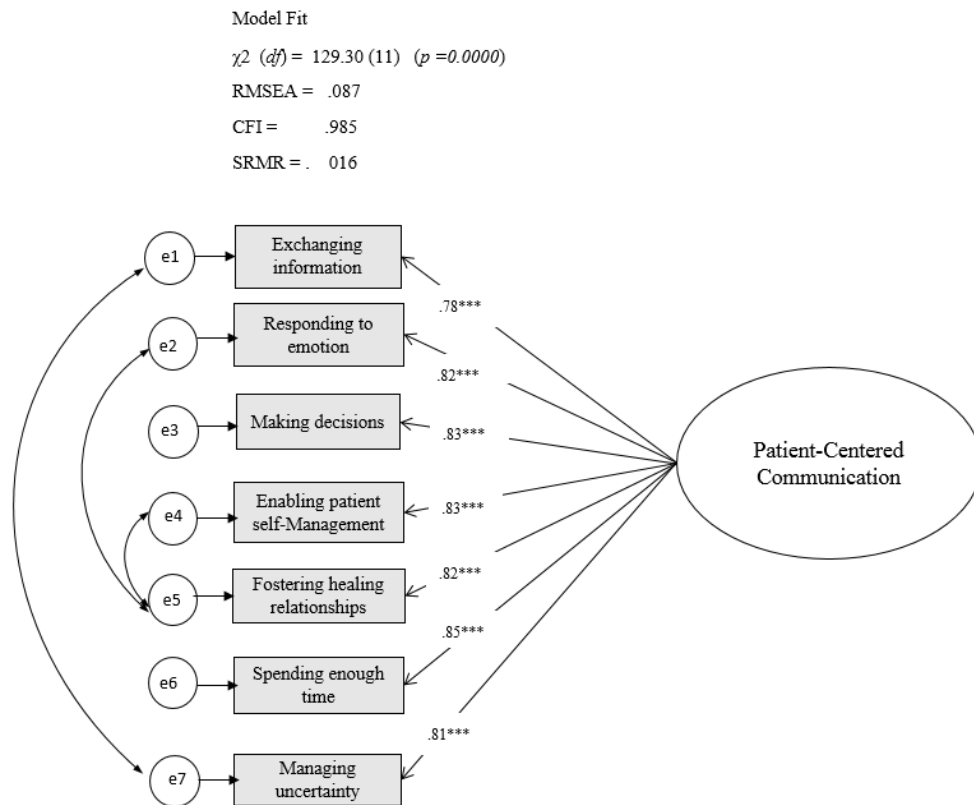 Model Fit
χ2 (df) = 129.30 (11) (p =0.0000)
RMSEA = .087
CFI = .985
SRMR = . 016
e1
Exchanging
information
.78***
e2
Responding to
emotion
.82***
e3
Making decisions
.83***
Patient-Centered
Communication
e4
Enabling patient
self-Management
.83***
e5
Fostering healing
relationships
.82***
e6
Spending enough
time
.85***
e7
Managing
uncertainty
.81***